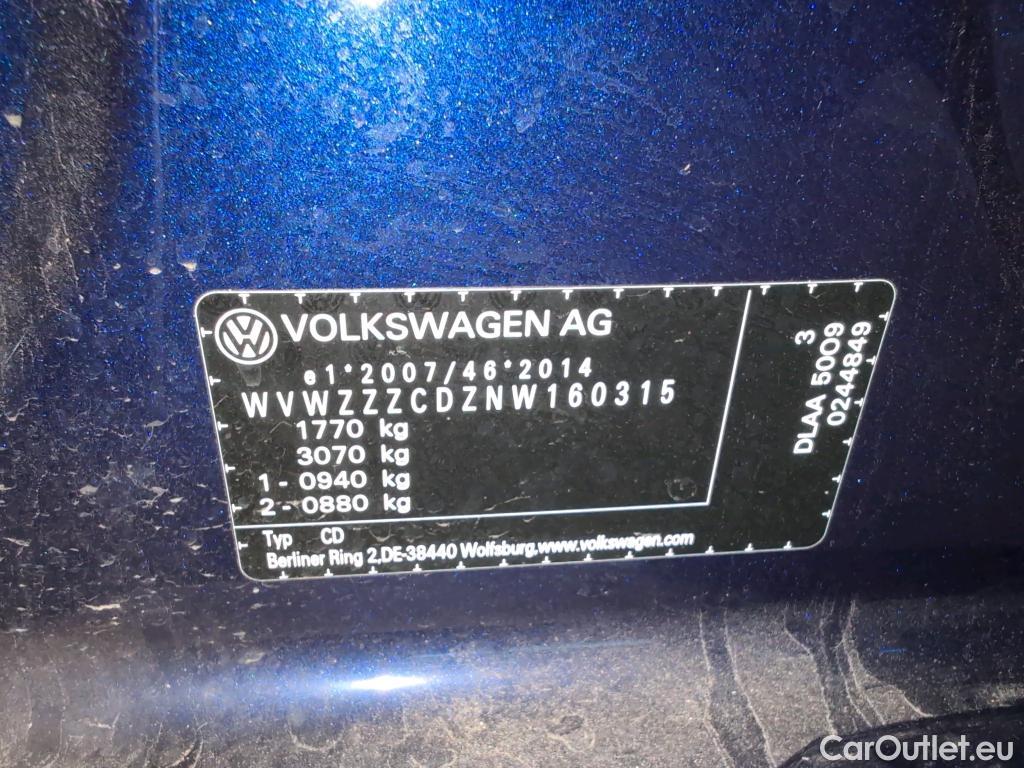 VOLKSWAGEN AG
e1*2007/46*2014
WVWZZZCDZNW160315
1770 kg
3070 kg
1 - 0940 kg
2 - 0880 kg
Typ CD
Berliner Ring 2,DE-38440 Wolfsburg,www.volkswagen.com
3
DLAA 5009
0244849
CarOutlet.eu